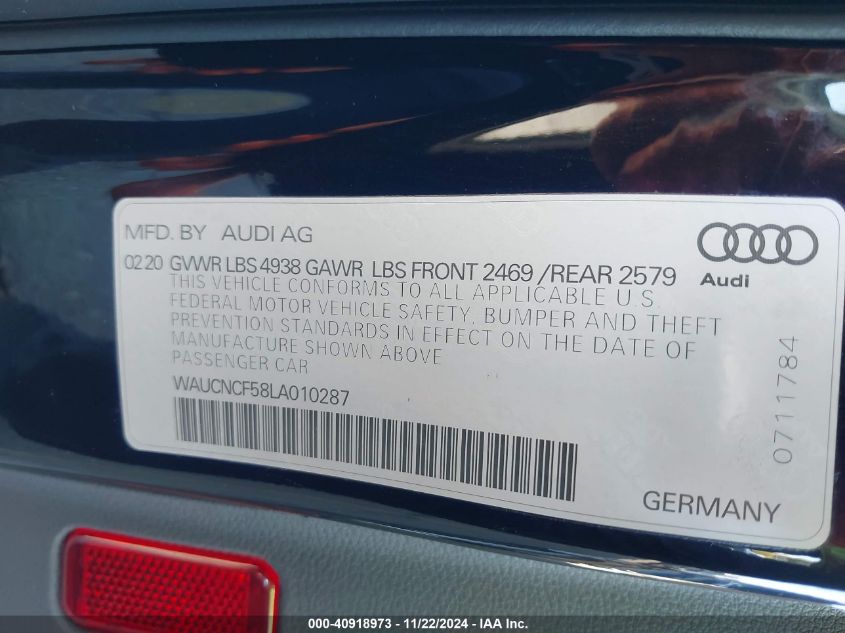 MFD. BY AUDI AG
Audi
02 20 GVWR LBS 4938 GAWR LBS FRONT 2469 /REAR 2579
THIS VEHICLE CONFORMS TO ALL APPLICABLE U.S.
FEDERAL MOTOR VEHICLE SAFETY, BUMPER AND THEFT
PREVENTION STANDARDS IN EFFECT ON THE DATE OF
MANUFACTURE SHOWN ABOVE
PASSENGER CAR
WAUCNCF58LA010287
0711784
GERMANY
000-40918973 - 11/22/2024 - IAA Inc.